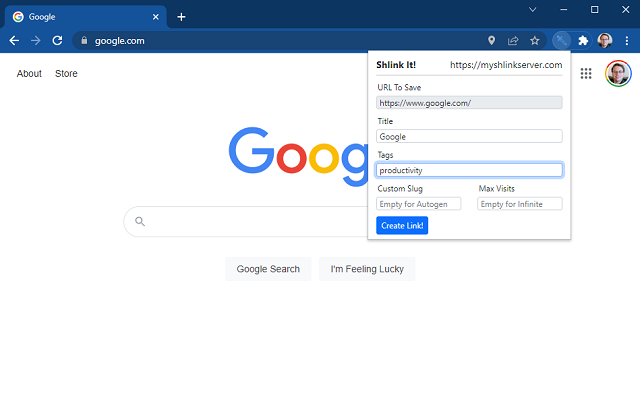 Google
google.com
About Store
Google
Google Search I'm Feeling Lucky
Shlink It! https://myshlinkserver.com
URL To Save
https://www.google.com/
Title
Google
Tags
productivity
Custom Slug Max Visits
Empty for Autogen Empty for Infinite
Create Link!